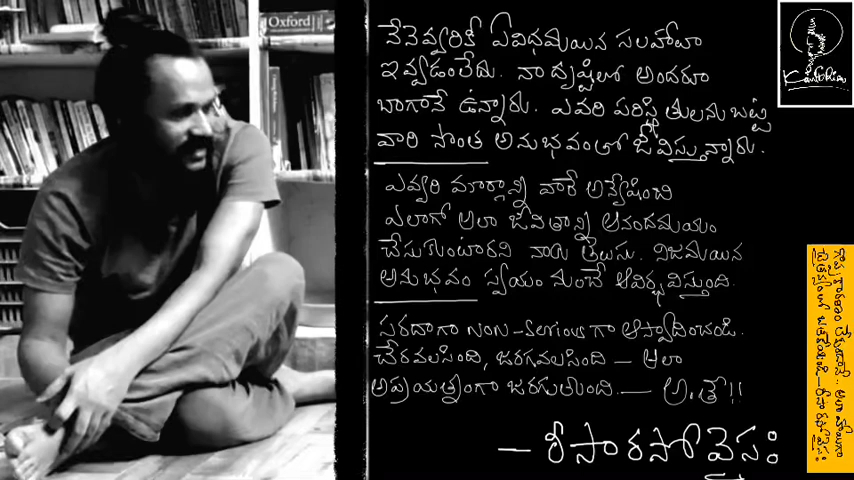 Oxford
నేనెవ్వరికీ ఏవిధమయిన సలహాలూ
ఇవ్వడంలేదు. నా దృష్టిలో అందరూ
బాగానే ఉన్నారు. ఎవరి పరిస్థితులను బట్టి
వారి సొంత అనుభవంతో జీవిస్తున్నారు.
ఎవ్వరి మార్గాన్ని వారే అన్వేషించి
ఎలాగో అలా జీవితాన్ని ఆనందమయం
చేసుకుంటారని నాకు తెలుసు. నిజమయిన
అనుభవం స్వయం నుంచే ఆవిర్భవిస్తుంది.
సరదాగా NON-Serious గా ఆస్వాదించండి.
చేరవలసింది, జరగవలసింది — అలా
అప్రయత్నంగా జరుగుతుంది. — అంతే!!